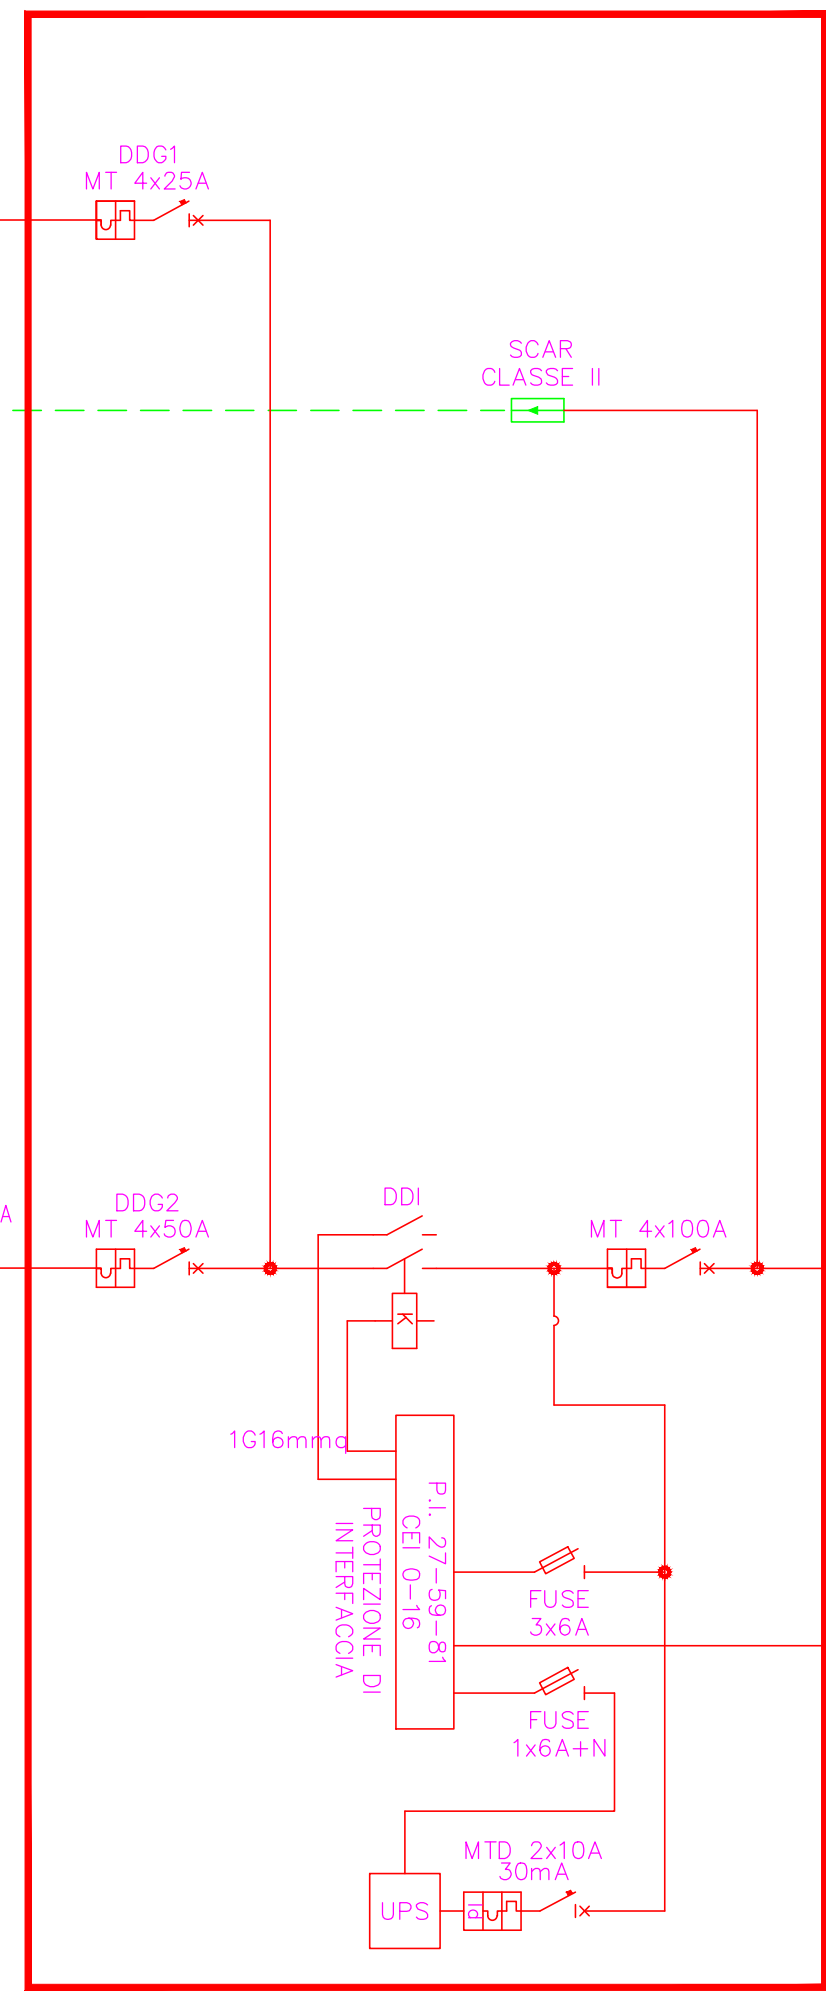 DDG1
MT 4x25A
SCAR
CLASSE II
A
DDG2
MT 4x50A
DDI
MT 4x100A
K
1G16mmq
P.I. 27-59-81
CEI 0-16
PROTEZIONE DI
INTERFACCIA
FUSE
3x6A
FUSE
1x6A+N
MTD 2x10A
30mA
UPS
Id